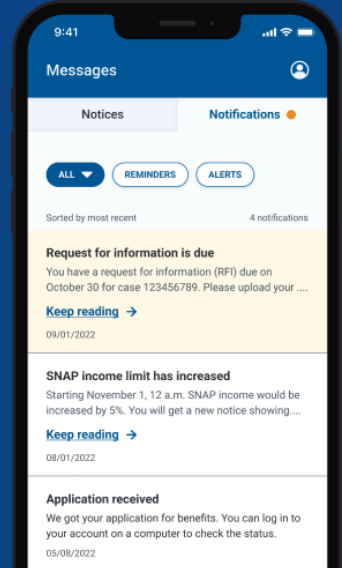 9:41
Messages
Notices
Notifications
ALL
REMINDERS
ALERTS
Sorted by most recent
4 notifications
Request for information is due
You have a request for information (RFI) due on
October 30 for case 123456789. Please upload your ....
Keep reading →
09/01/2022
SNAP income limit has increased
Starting November 1, 12 a.m. SNAP income would be
increased by 5%. You will get a new notice showing....
Keep reading →
08/01/2022
Application received
We got your application for benefits. You can log in to
your account on a computer to check the status.
05/08/2022